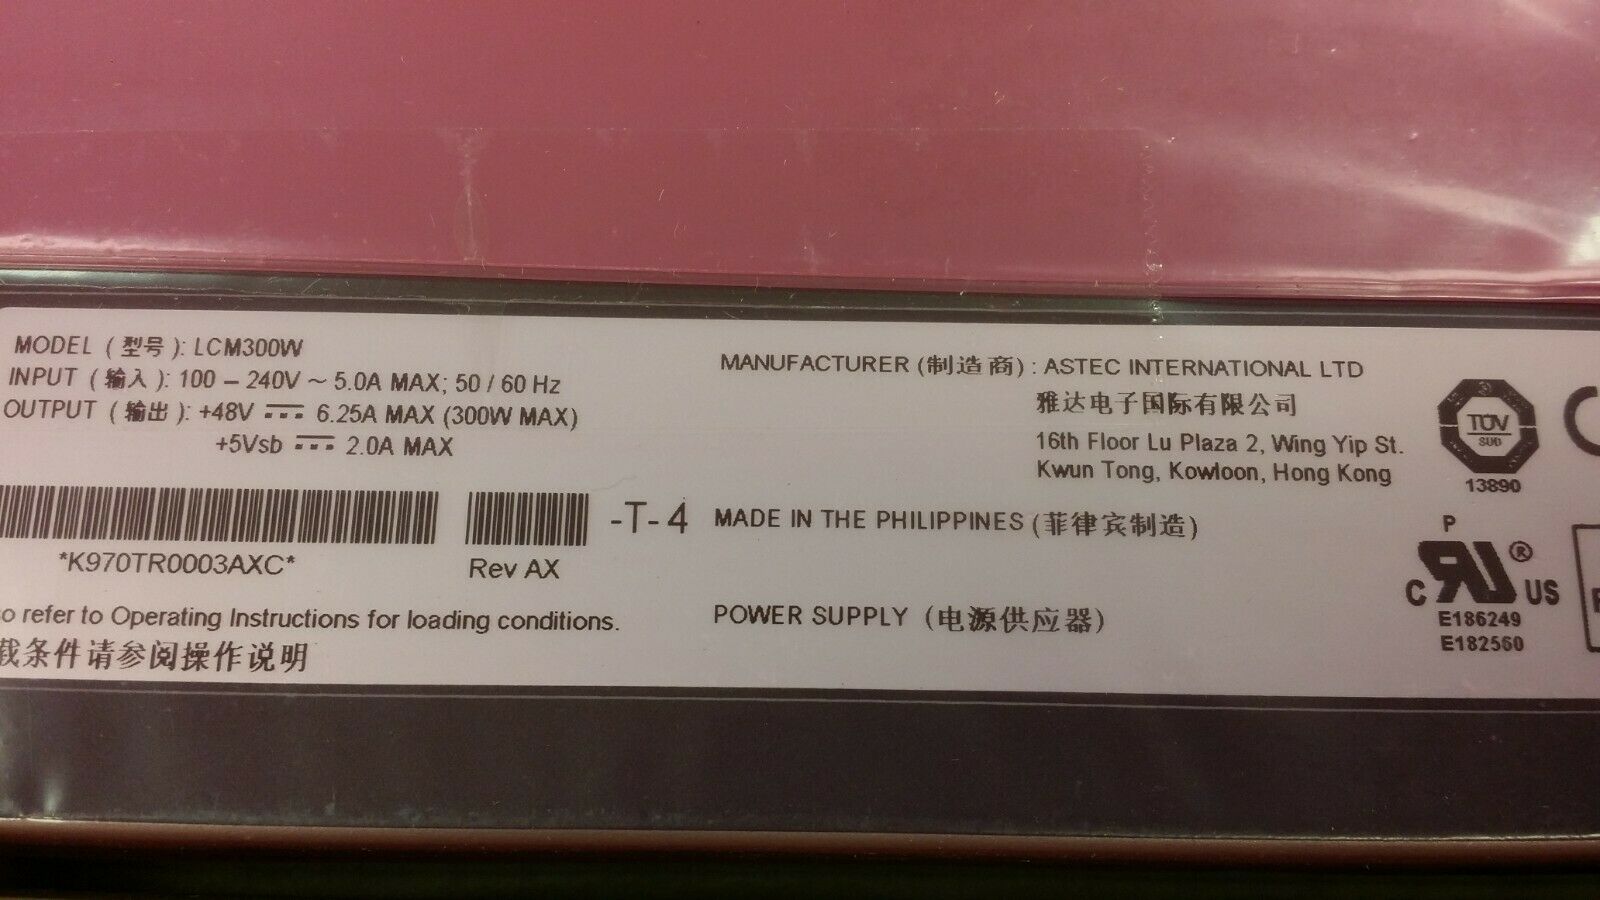 MODEL (型号): LCM300W
INPUT (输入): 100 – 240V ~ 5.0A MAX; 50 / 60 Hz
OUTPUT (输出): +48V ⎓ 6.25A MAX (300W MAX)
+5Vsb ⎓ 2.0A MAX
*K970TR0003AXC*
Rev AX
-T-4
refer to Operating Instructions for loading conditions.
载条件请参阅操作说明
MANUFACTURER (制造商): ASTEC INTERNATIONAL LTD
雅达电子国际有限公司
16th Floor Lu Plaza 2, Wing Yip St.
Kwun Tong, Kowloon, Hong Kong
MADE IN THE PHILIPPINES (菲律宾制造)
POWER SUPPLY (电源供应器)
TÜV
SÜD
13890
P
C RU ® US
E186249
E182560